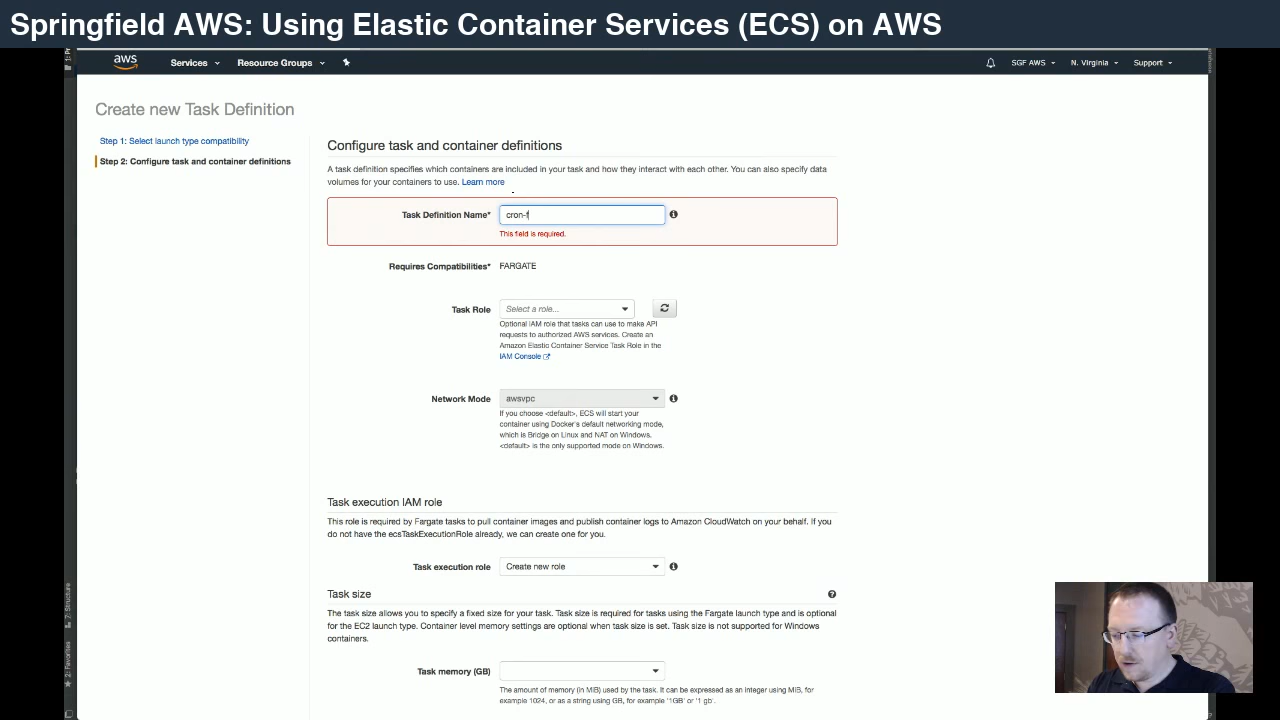 Springfield AWS: Using Elastic Container Services (ECS) on AWS
aws Services Resource Groups SGF AWS N. Virginia Support
Create new Task Definition
Step 1: Select launch type compatibility
Step 2: Configure task and container definitions
Configure task and container definitions
A task definition specifies which containers are included in your task and how they interact with each other. You can also specify data
volumes for your containers to use. Learn more
Task Definition Name* cron-f
This field is required.
Requires Compatibilities* FARGATE
Task Role Select a role...
Optional IAM role that tasks can use to make API
requests to authorized AWS services. Create an
Amazon Elastic Container Service Task Role in the
IAM Console
Network Mode awsvpc
If you choose <default>, ECS will start your
container using Docker's default networking mode,
which is Bridge on Linux and NAT on Windows.
<default> is the only supported mode on Windows.
Task execution IAM role
This role is required by Fargate tasks to pull container images and publish container logs to Amazon CloudWatch on your behalf. If you
do not have the ecsTaskExecutionRole already, we can create one for you.
Task execution role Create new role
Task size
The task size allows you to specify a fixed size for your task. Task size is required for tasks using the Fargate launch type and is optional
for the EC2 launch type. Container level memory settings are optional when task size is set. Task size is not supported for Windows
containers.
Task memory (GB)
The amount of memory (in MiB) used by the task. It can be expressed as an integer using MiB, for
example 1024, or as a string using GB, for example '1GB' or '1 gb'.
7: Structure
2: Favorites